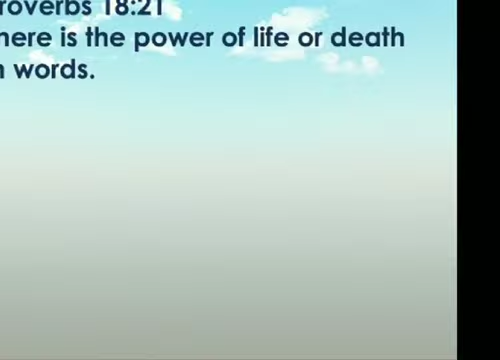 roverbs 18:21
here is the power of life or death
n words.